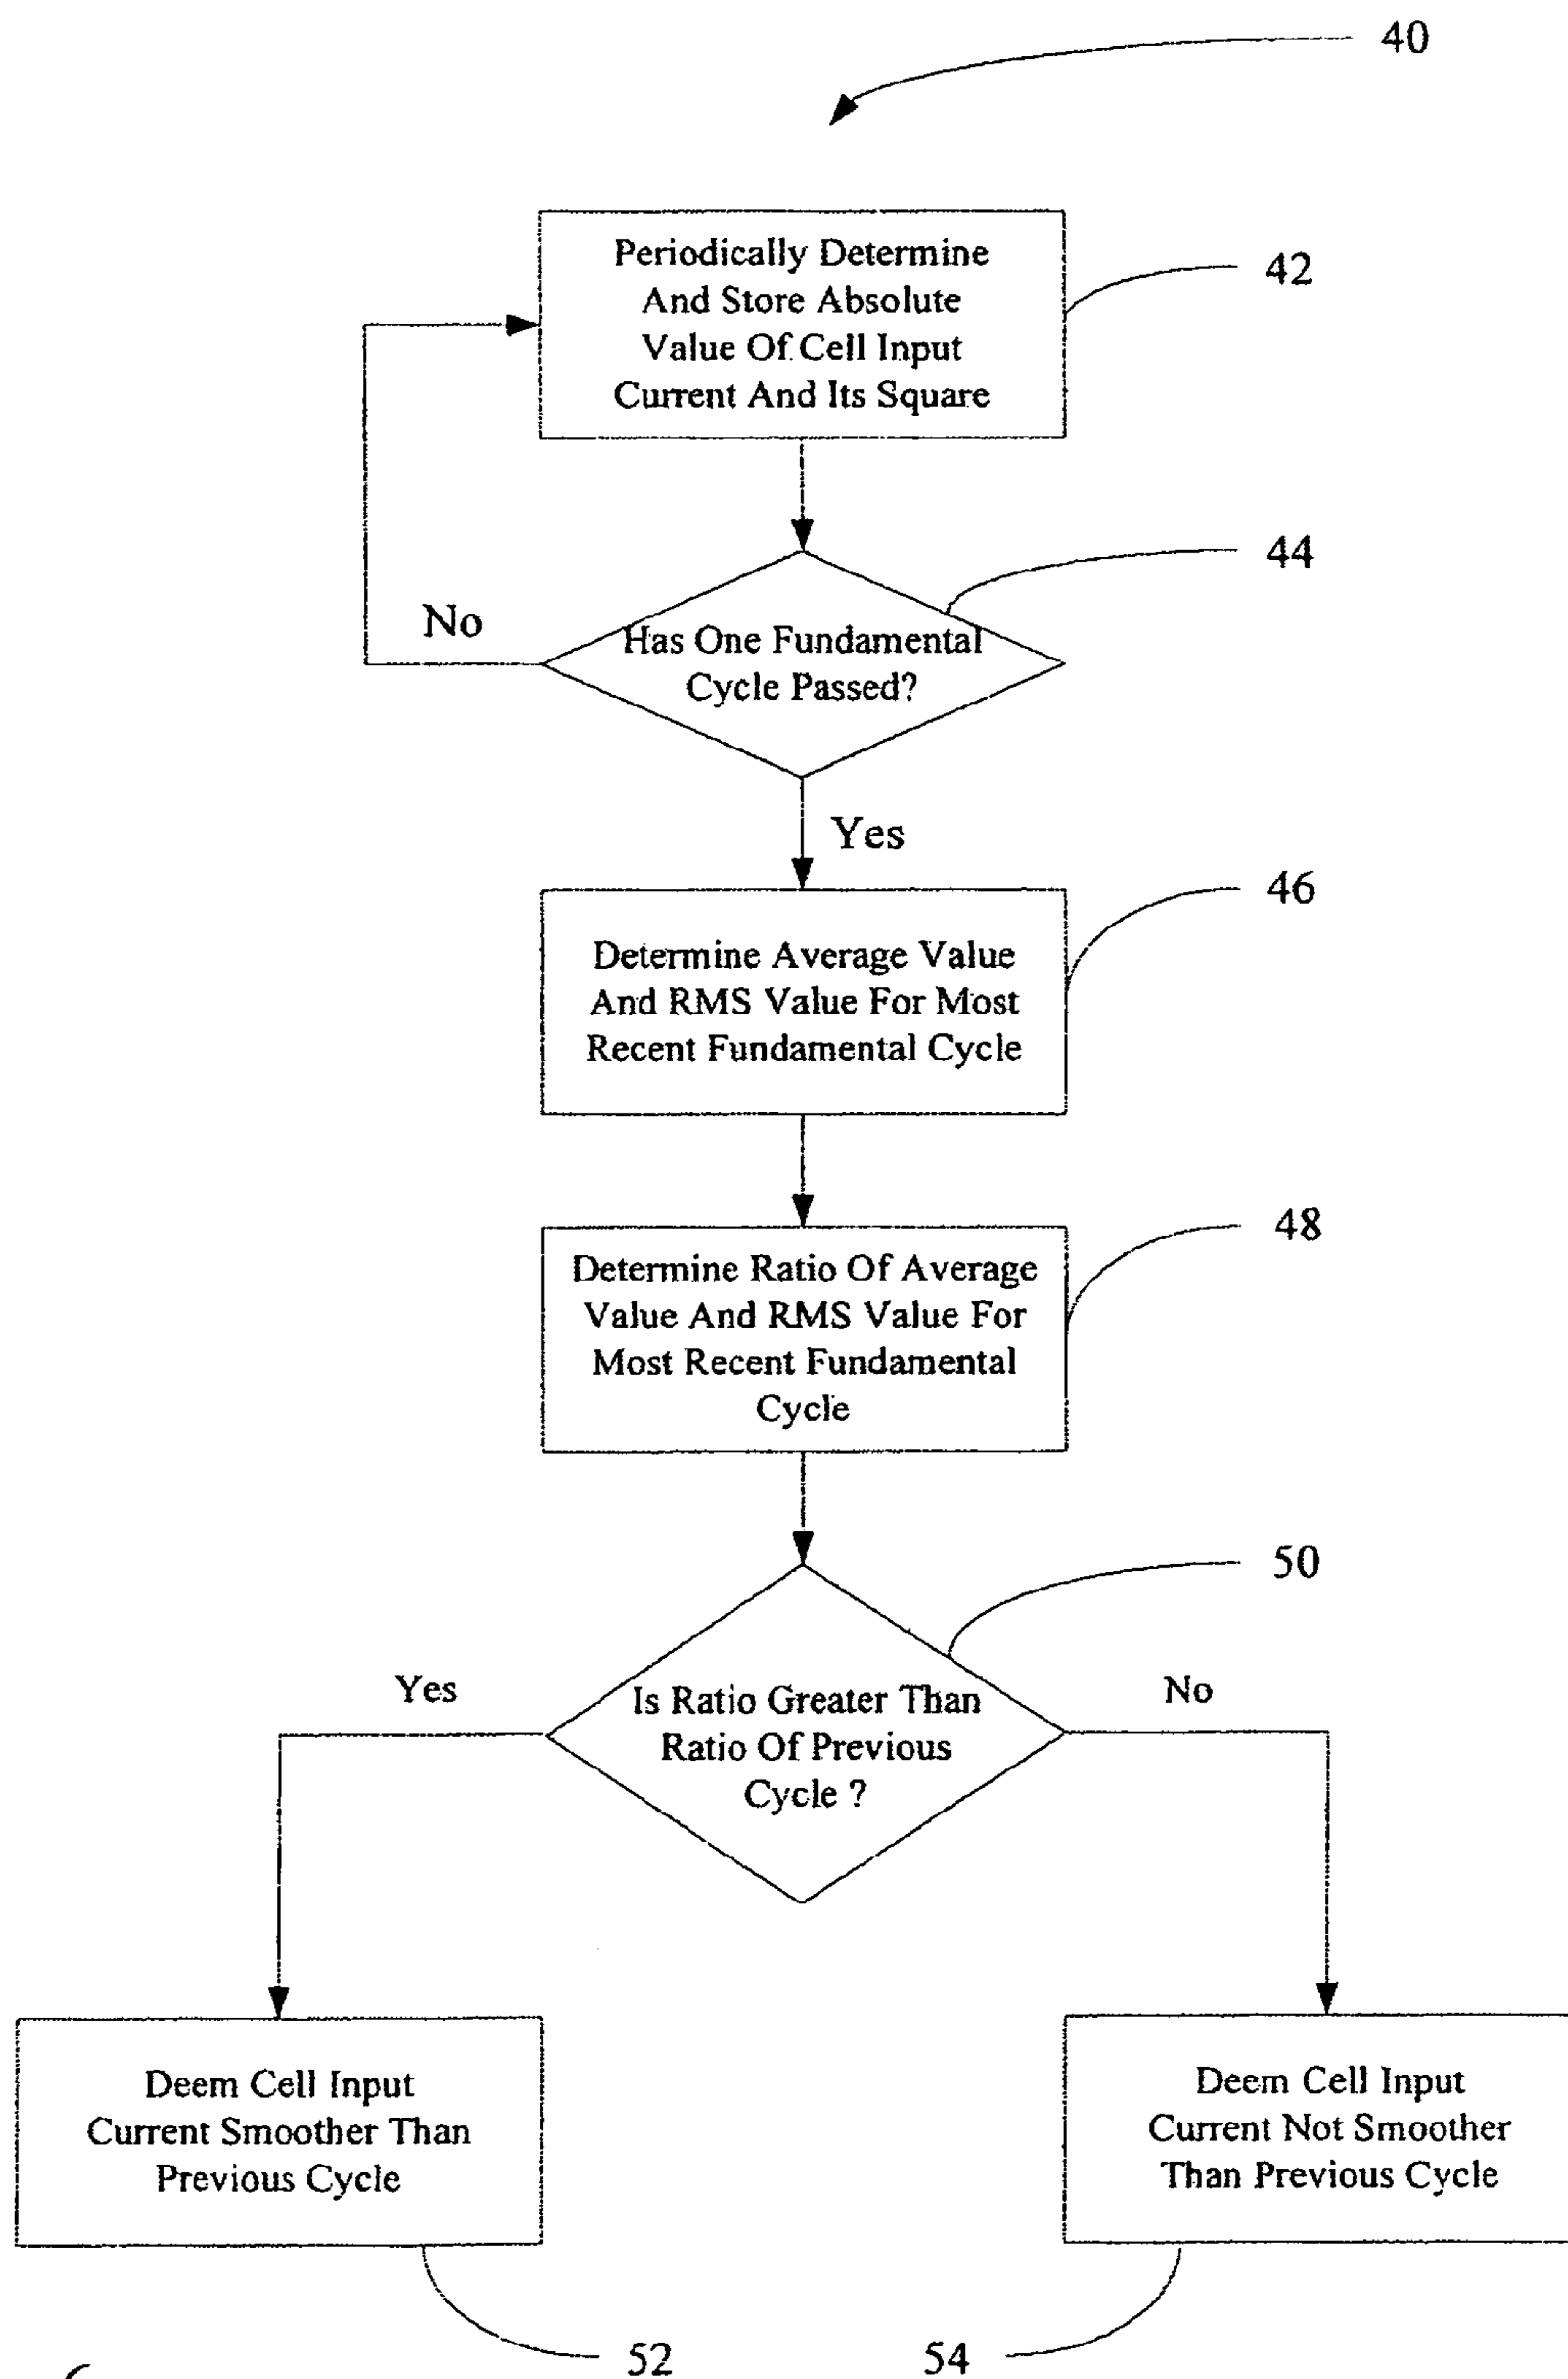 40
Periodically Determine
And Store Absolute
Value Of Cell Input
Current And Its Square
42
44
No
Has One Fundamental
Cycle Passed?
Yes
46
Determine Average Value
And RMS Value For Most
Recent Fundamental Cycle
48
Determine Ratio Of Average
Value And RMS Value For
Most Recent Fundamental
Cycle
50
Yes
No
Is Ratio Greater Than
Ratio Of Previous
Cycle ?
Deem Cell Input
Current Smoother Than
Previous Cycle
Deem Cell Input
Current Not Smoother
Than Previous Cycle
52
54